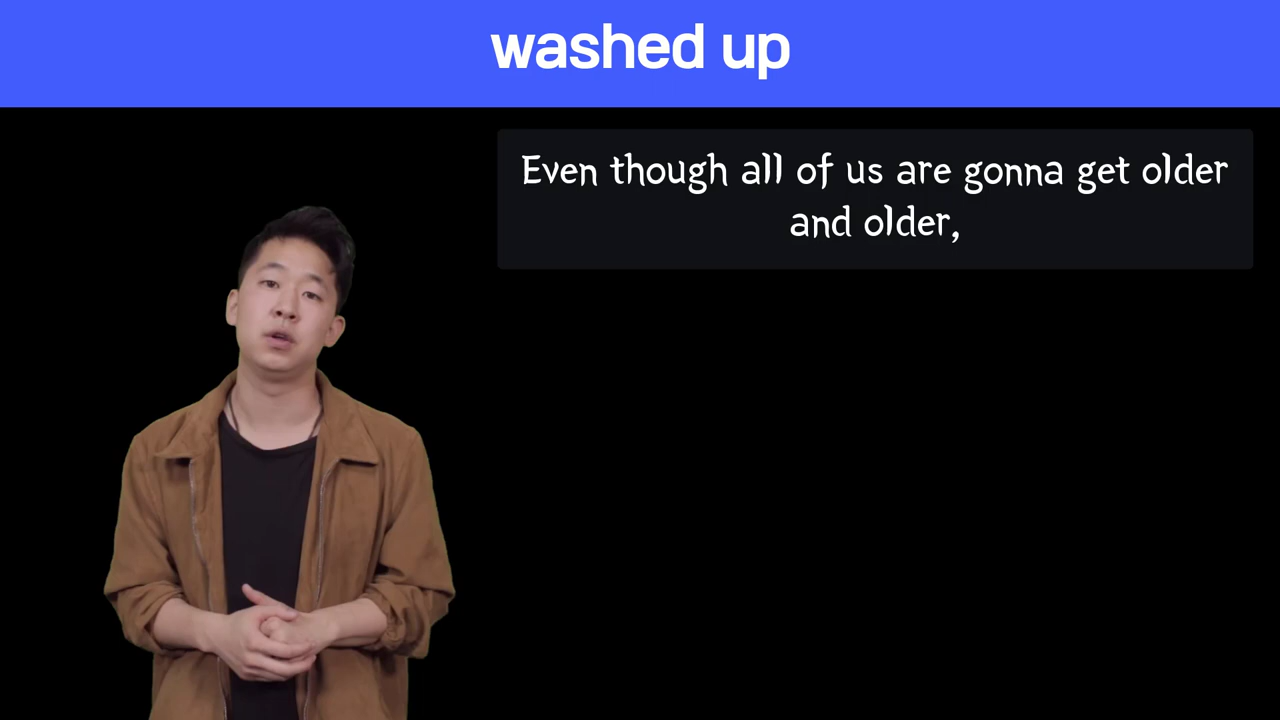 washed up
Even though all of us are gonna get older
and older,